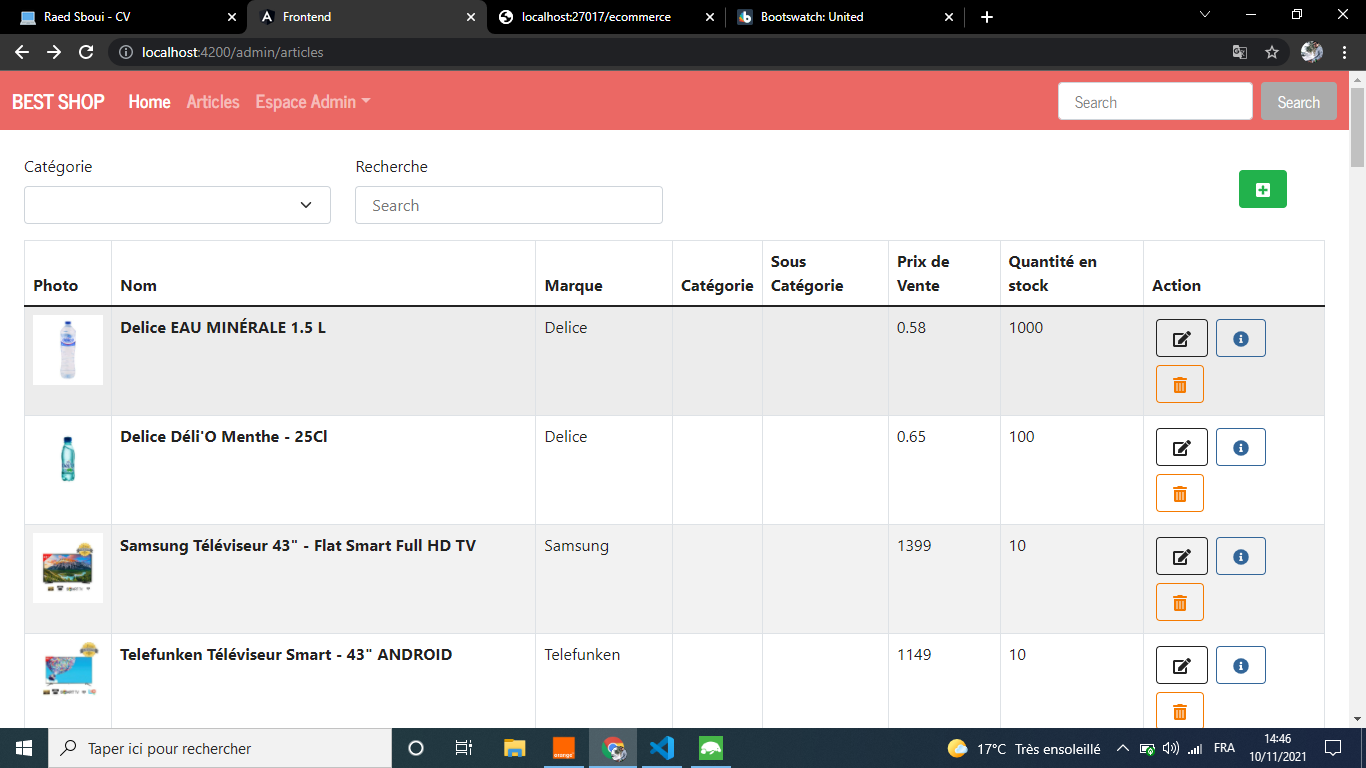 Raed Sboui - CV
Frontend
localhost:27017/ecommerce
Bootswatch: United
localhost:4200/admin/articles
BEST SHOP Home Articles Espace Admin Search Search
Catégorie Recherche
Search
Photo Nom Marque Catégorie Sous Catégorie Prix de Vente Quantité en stock Action
Delice EAU MINÉRALE 1.5 L Delice 0.58 1000
Delice Déli'O Menthe - 25Cl Delice 0.65 100
Samsung Téléviseur 43" - Flat Smart Full HD TV Samsung 1399 10
Telefunken Téléviseur Smart - 43" ANDROID Telefunken 1149 10
Taper ici pour rechercher
orange
17°C Très ensoleillé
FRA
14:46
10/11/2021